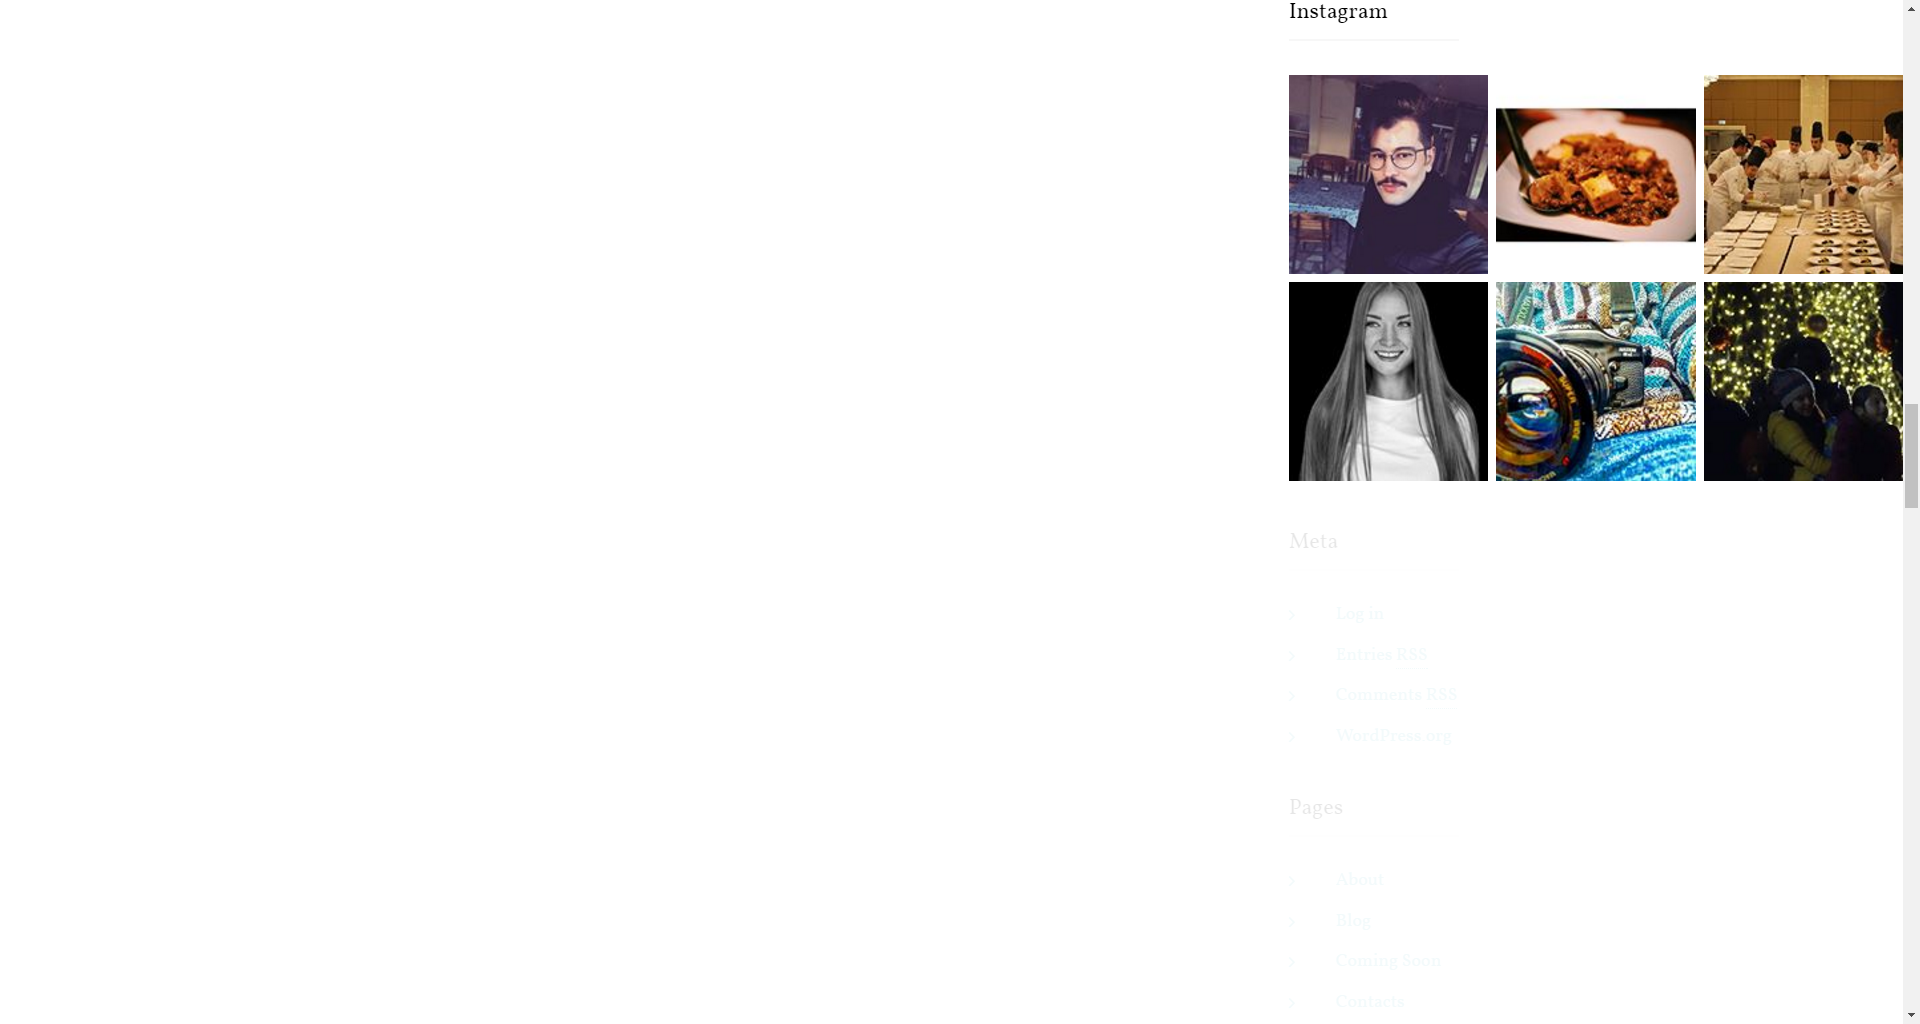 Instagram
Meta
Log in
Entries RSS
Comments RSS
WordPress.org
Pages
About
Blog
Coming Soon
Contacts